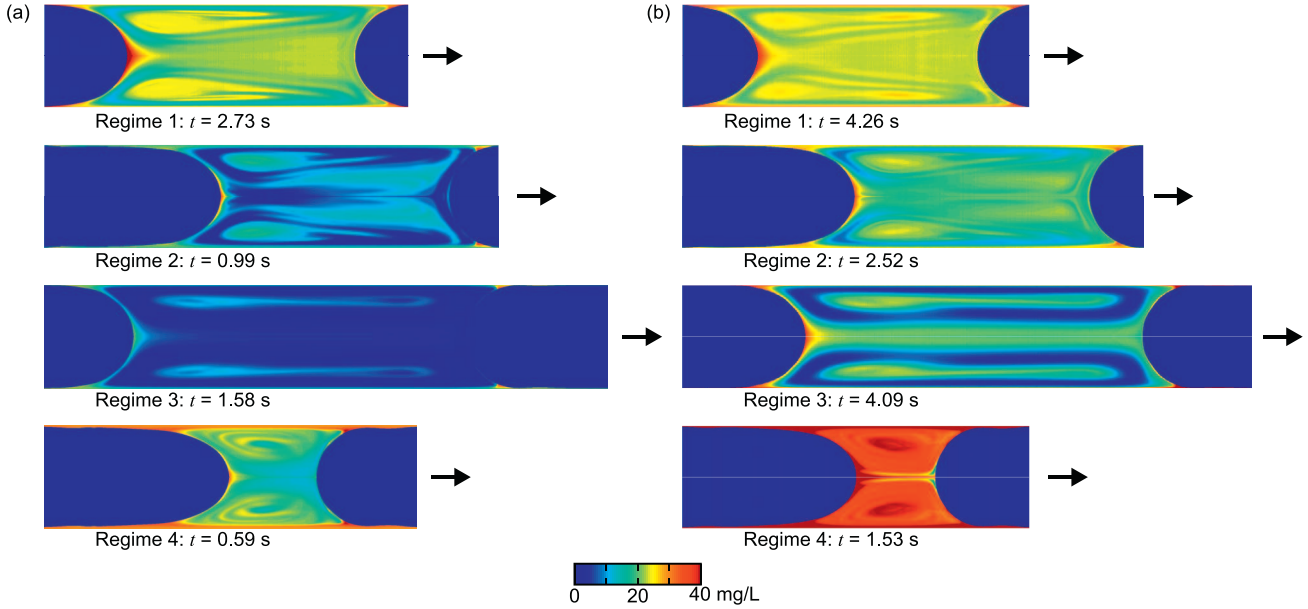 (a)
Regime 1: t = 2.73 s
Regime 2: t = 0.99 s
Regime 3: t = 1.58 s
Regime 4: t = 0.59 s
(b)
Regime 1: t = 4.26 s
Regime 2: t = 2.52 s
Regime 3: t = 4.09 s
Regime 4: t = 1.53 s
0 20 40 mg/L